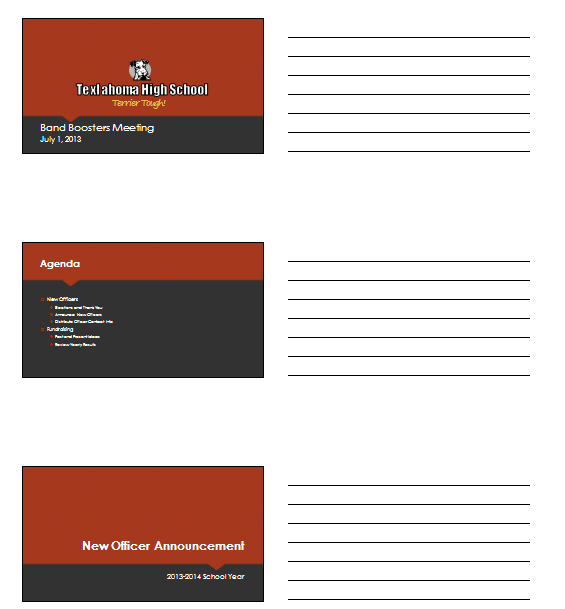 Texlahoma High School
Terrier Tough!
Band Boosters Meeting
July 1, 2013
Agenda
New Officers
Elections and Thank You
Announce New Officers
Distribute Officer Contact Info
Fundraising
Past and Present Ideas
Review Yearly Results
New Officer Announcement
2013-2014 School Year